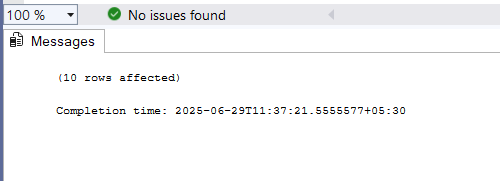 100 %
No issues found
Messages
(10 rows affected)
Completion time: 2025-06-29T11:37:21.5555577+05:30